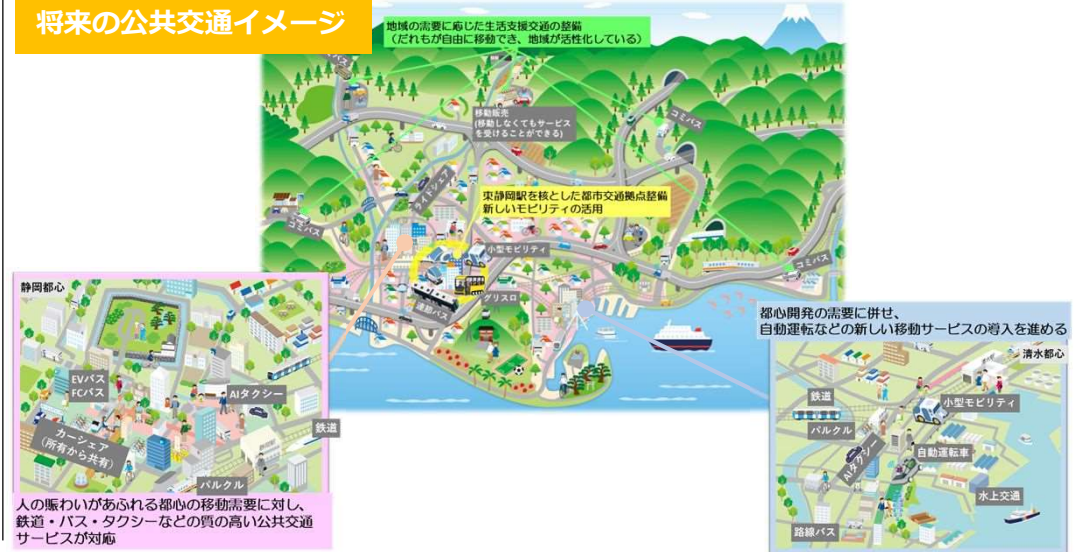 将来の公共交通イメージ
地域の需要に応じた生活支援交通の整備
（だれもが自由に移動でき、地域が活性化している）
コミバス
移動販売
(移動しなくてもサービス
を受けることができる)
コミバス
ライドシェア
東静岡駅を核とした都市交通拠点整備
新しいモビリティの活用
コミバス
小型モビリティ
コミバス
連節バス
グリスロ
静岡都心
EVバス
FCバス
AIタクシー
カーシェア
（所有から共有）
鉄道
パルクル
人の賑わいがあふれる都心の移動需要に対し、
鉄道・バス・タクシーなどの質の高い公共交通
サービスが対応
都心開発の需要に併せ、
自動運転などの新しい移動サービスの導入を進める
清水都心
鉄道
小型モビリティ
パルクル
AIタクシー
自動運転車
水上交通
路線バス